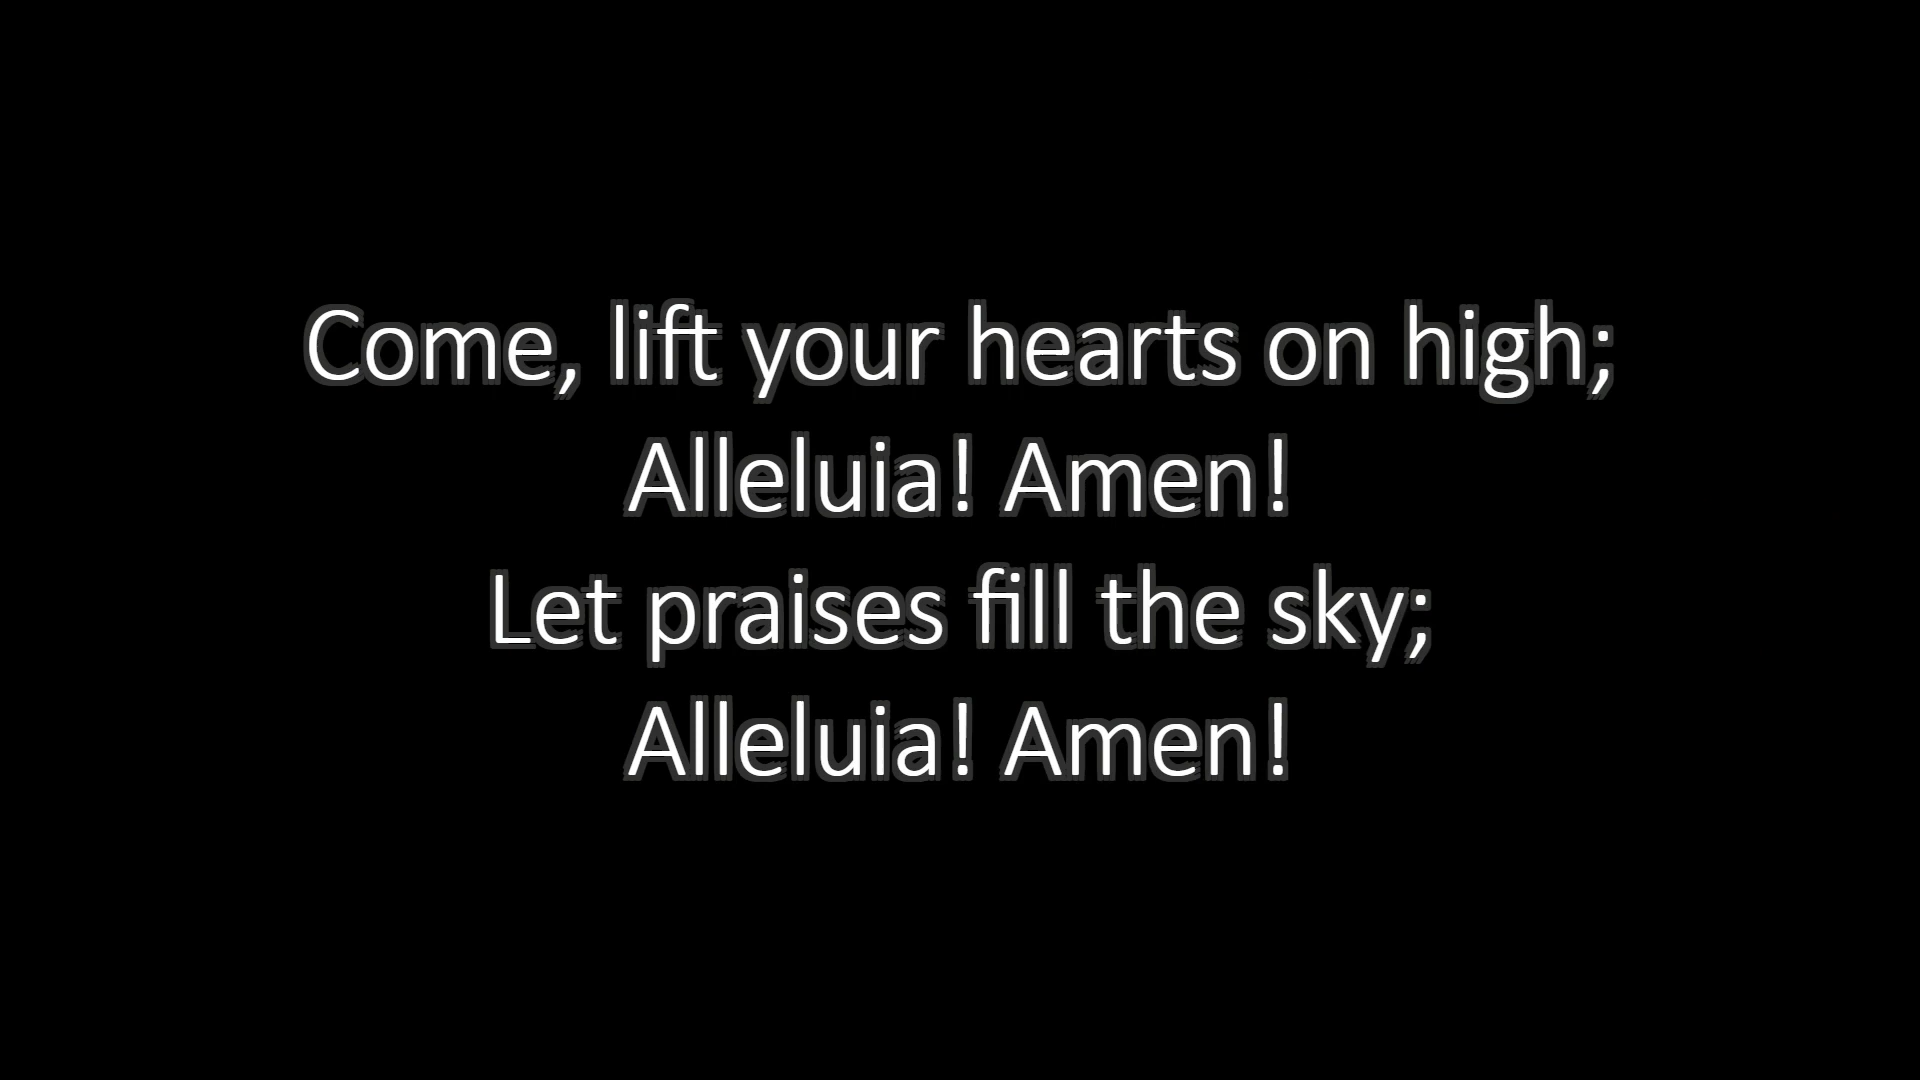 Come, lift your hearts on high;
Alleluia! Amen!
Let praises fill the sky;
Alleluia! Amen!